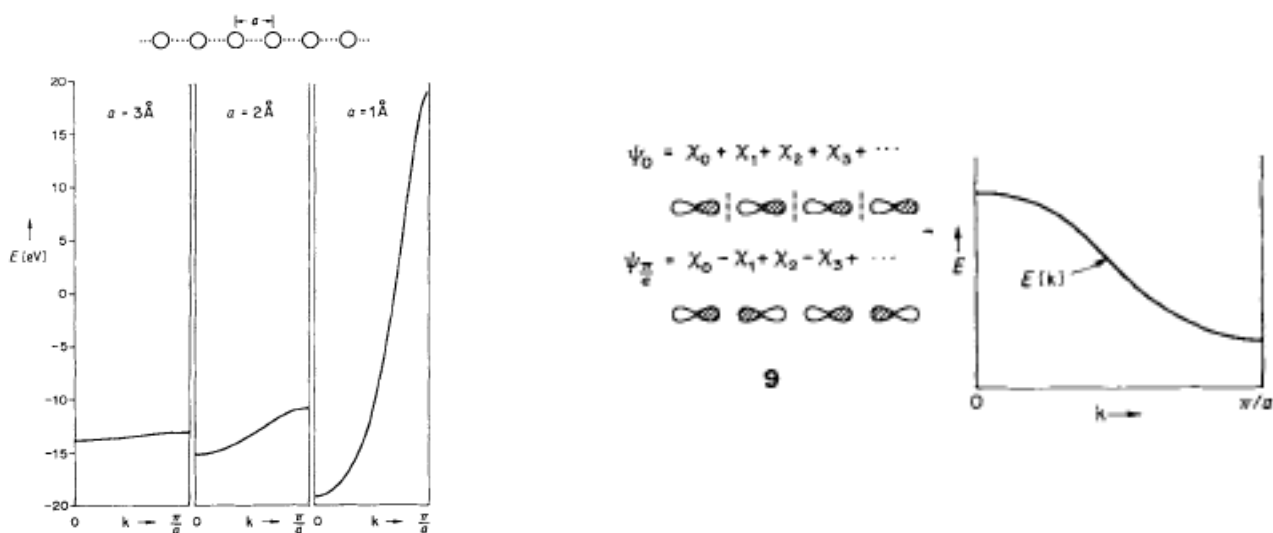 a
20
15
10
5
0
-5
-10
-15
-20
E [eV]
a - 3Å
a = 2Å
a = 1Å
0 k → π/a
0 k → π/a
0 k → π/a
ψ0 = χ0 + χ1 + χ2 + χ3 + ···
ψπ/a = χ0 - χ1 + χ2 - χ3 + ···
9
E
E(k)
0 k → π/a